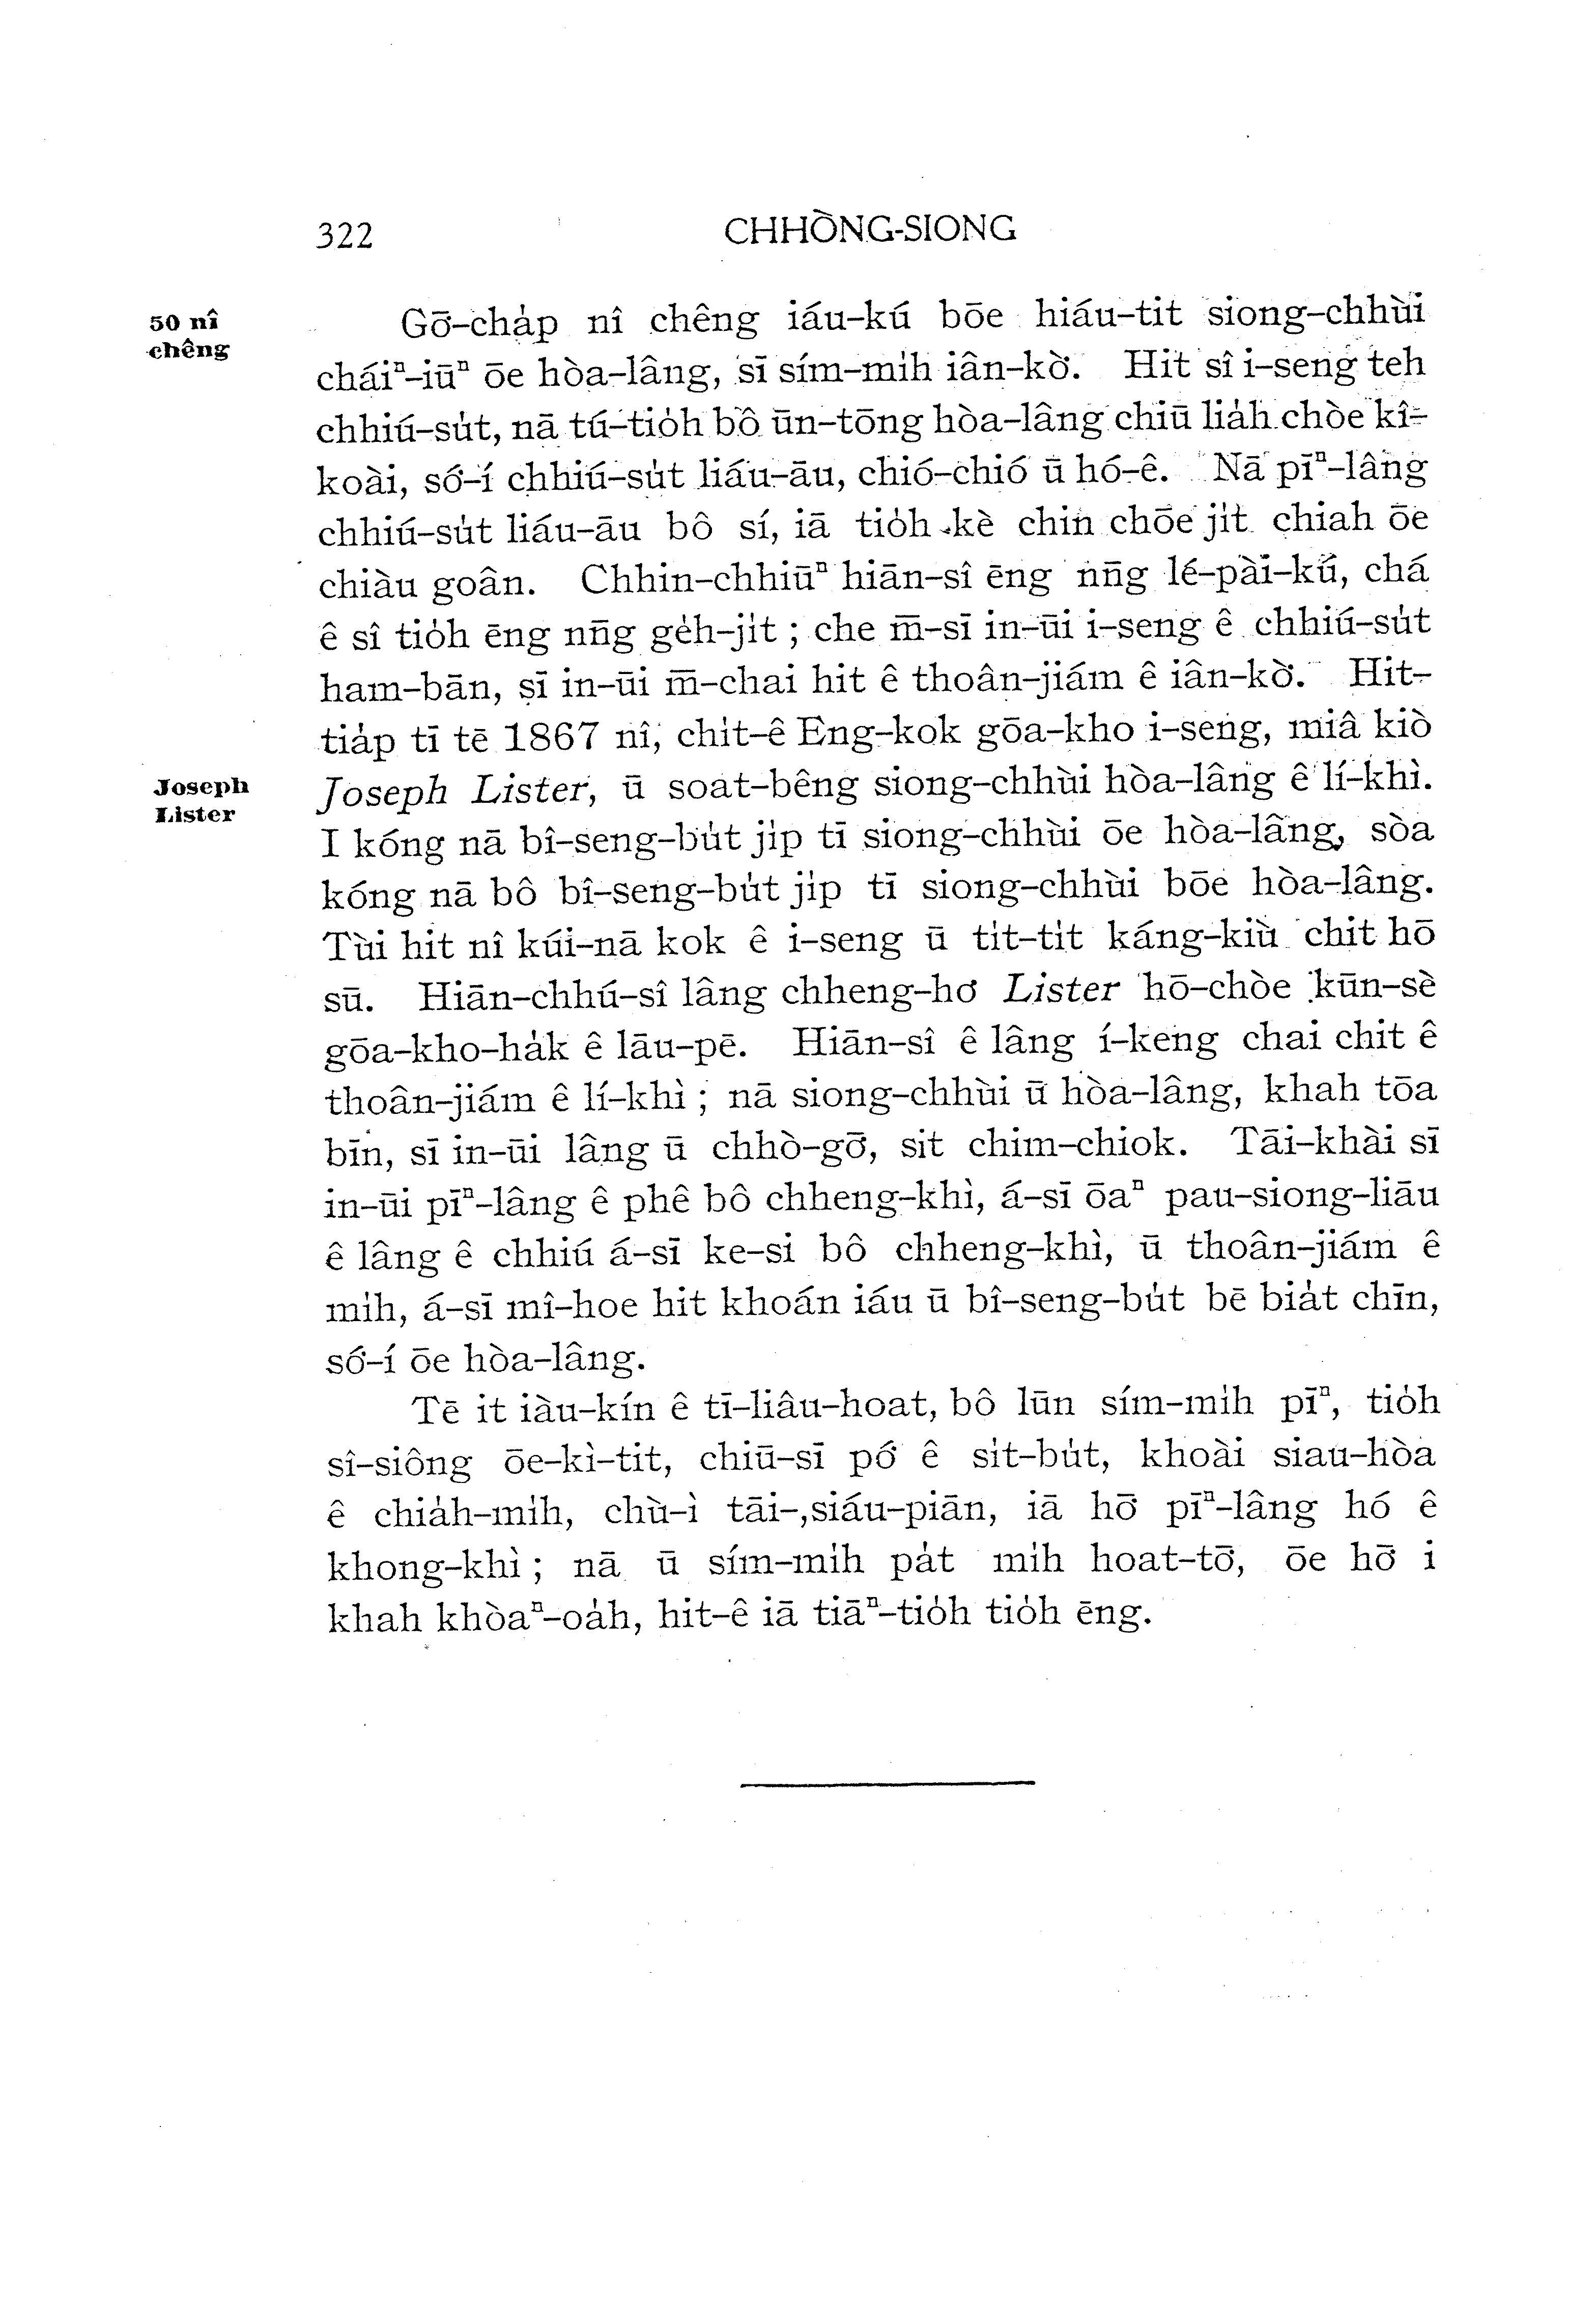 322 CHHÒNG-SIONG
50 nî
chêng
Gō͘-cha̍p nî chêng iáu-kú bōe hiáu-tit siong-chhùi
cháiⁿ-iūⁿ ōe hòa-lâng, sī sím-mih iân-kò͘. Hit sî i-seng teh
chhiú-su̍t, nā tú-tio̍h bô ūn-tōng hòa-lâng chiū lia̍h chòe kî-
koài, só͘-í chhiú-su̍t liáu-āu, chió-chió ū hó-ê. Nā pīⁿ-lâng
chhiú-su̍t liáu-āu bô sí, iā tio̍h kè chin chōe ji̍t chiah ōe
chiàu goân. Chhin-chhiūⁿ hiān-sî ēng nn̄g lé-pài-kú, chá
ê sî tio̍h ēng nn̄g ge̍h-ji̍t ; che m̄-sī in-ūi i-seng ê chhiú-su̍t
ham-bān, sī in-ūi m̄-chai hit ê thoân-jiám ê iân-kò͘. Hit-
tia̍p tī tē 1867 nî, chi̍t-ê Eng-kok gōa-kho i-seng, miâ kiò
Joseph
Lister
Joseph Lister, ū soat-bêng siong-chhùi hòa-lâng ê lí-khì.
I kóng nā bî-seng-bu̍t ji̍p tī siong-chhùi ōe hòa-lâng, sòa
kóng nā bô bî-seng-bu̍t ji̍p tī siong-chhùi bōe hòa-lâng.
Tùi hit nî kúi-nā kok ê i-seng ū ti̍t-ti̍t káng-kiù chit hō
sū. Hiān-chhú-sî lâng chheng-ho͘ Lister hō-chòe kūn-sè
gōa-kho-ha̍k ê lāu-pē. Hiān-sî ê lâng í-keng chai chit ê
thoân-jiám ê lí-khì ; nā siong-chhùi ū hòa-lâng, khah tōa
bīn, sī in-ūi lâng ū chhò-gō͘, sit chim-chiok. Tāi-khài sī
in-ūi pīⁿ-lâng ê phê bô chheng-khì, á-sī ōaⁿ pau-siong-liāu
ê lâng ê chhiú á-sī ke-si bô chheng-khì, ū thoân-jiám ê
mi̍h, á-sī mî-hoe hit khoán iáu ū bî-seng-bu̍t bē bia̍t chīn,
só͘-í ōe hòa-lâng.
Tē it iàu-kín ê tī-liâu-hoat, bô lūn sím-mih pīⁿ, tio̍h
sî-siông ōe-kì-tit, chiū-sī pó͘ ê si̍t-bu̍t, khoài siau-hòa
ê chia̍h-mi̍h, chù-ì tāi-,siáu-piān, iā hō͘ pīⁿ-lâng hó ê
khong-khì ; nā ū sím-mih pa̍t mi̍h hoat-tō͘, ōe hō͘ i
khah khòaⁿ-oa̍h, hit-ê iā tiāⁿ-tio̍h tio̍h ēng.